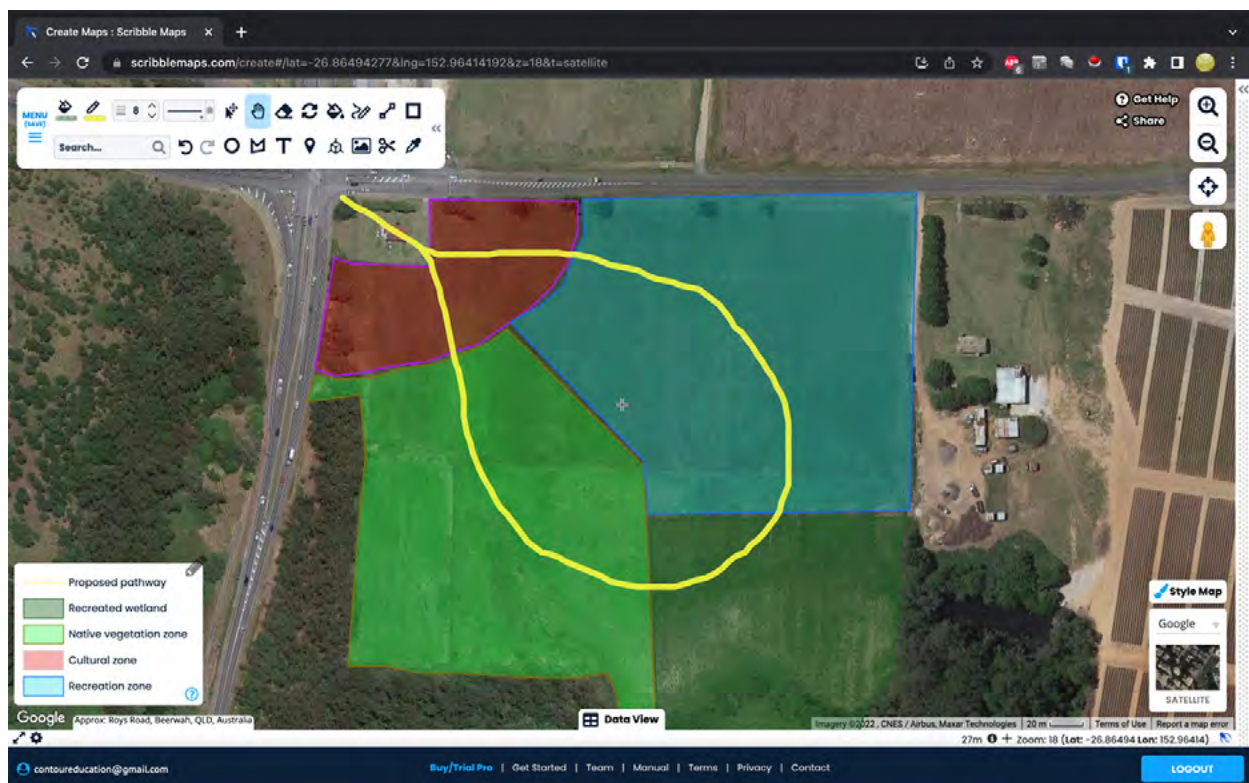 Create Maps : Scribble Maps
scribblemaps.com/create#/lat=-26.86494277&lng=152.96414192&z=18&t=satellite
MENU
(SAVE)
8
Search...
Get Help
Share
Proposed pathway
Recreated wetland
Native vegetation zone
Cultural zone
Recreation zone
Style Map
Google
SATELLITE
Google
Approx: Roys Road, Beerwah, QLD, Australia
Data View
Imagery ©2022 , CNES / Airbus, Maxar Technologies
20 m
Terms of Use
Report a map error
27m
Zoom: 18 (Lat: -26.86494 Lon: 152.96414)
contoureducation@gmail.com
Buy/Trial Pro | Get Started | Team | Manual | Terms | Privacy | Contact
LOGOUT